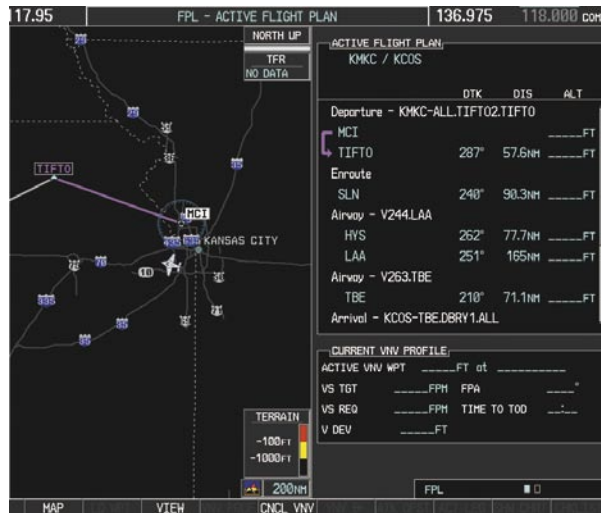 17.95 FPL - ACTIVE FLIGHT PLAN 136.975 118.000 COM
NORTH UP
TFR
NO DATA
TIFTO
MCI
KANSAS CITY
TERRAIN
-100FT
-1000FT
200NM
ACTIVE FLIGHT PLAN
KMKC / KCOS
DTK DIS ALT
Departure - KMKC-ALL.TIFTO2.TIFTO
MCI _____FT
TIFTO 287° 57.6NM _____FT
Enroute
SLN 240° 90.3NM _____FT
Airway - V244.LAA
HYS 262° 77.7NM _____FT
LAA 251° 165NM _____FT
Airway - V263.TBE
TBE 210° 71.1NM _____FT
Arrival - KCOS-TBE.DBRY1.ALL
CURRENT VNV PROFILE
ACTIVE VNV WPT _____FT at __________
VS TGT _____FPM FPA ____°
VS REQ _____FPM TIME TO TOD __:__
V DEV _____FT
FPL
MAP VIEW CNCL VNV